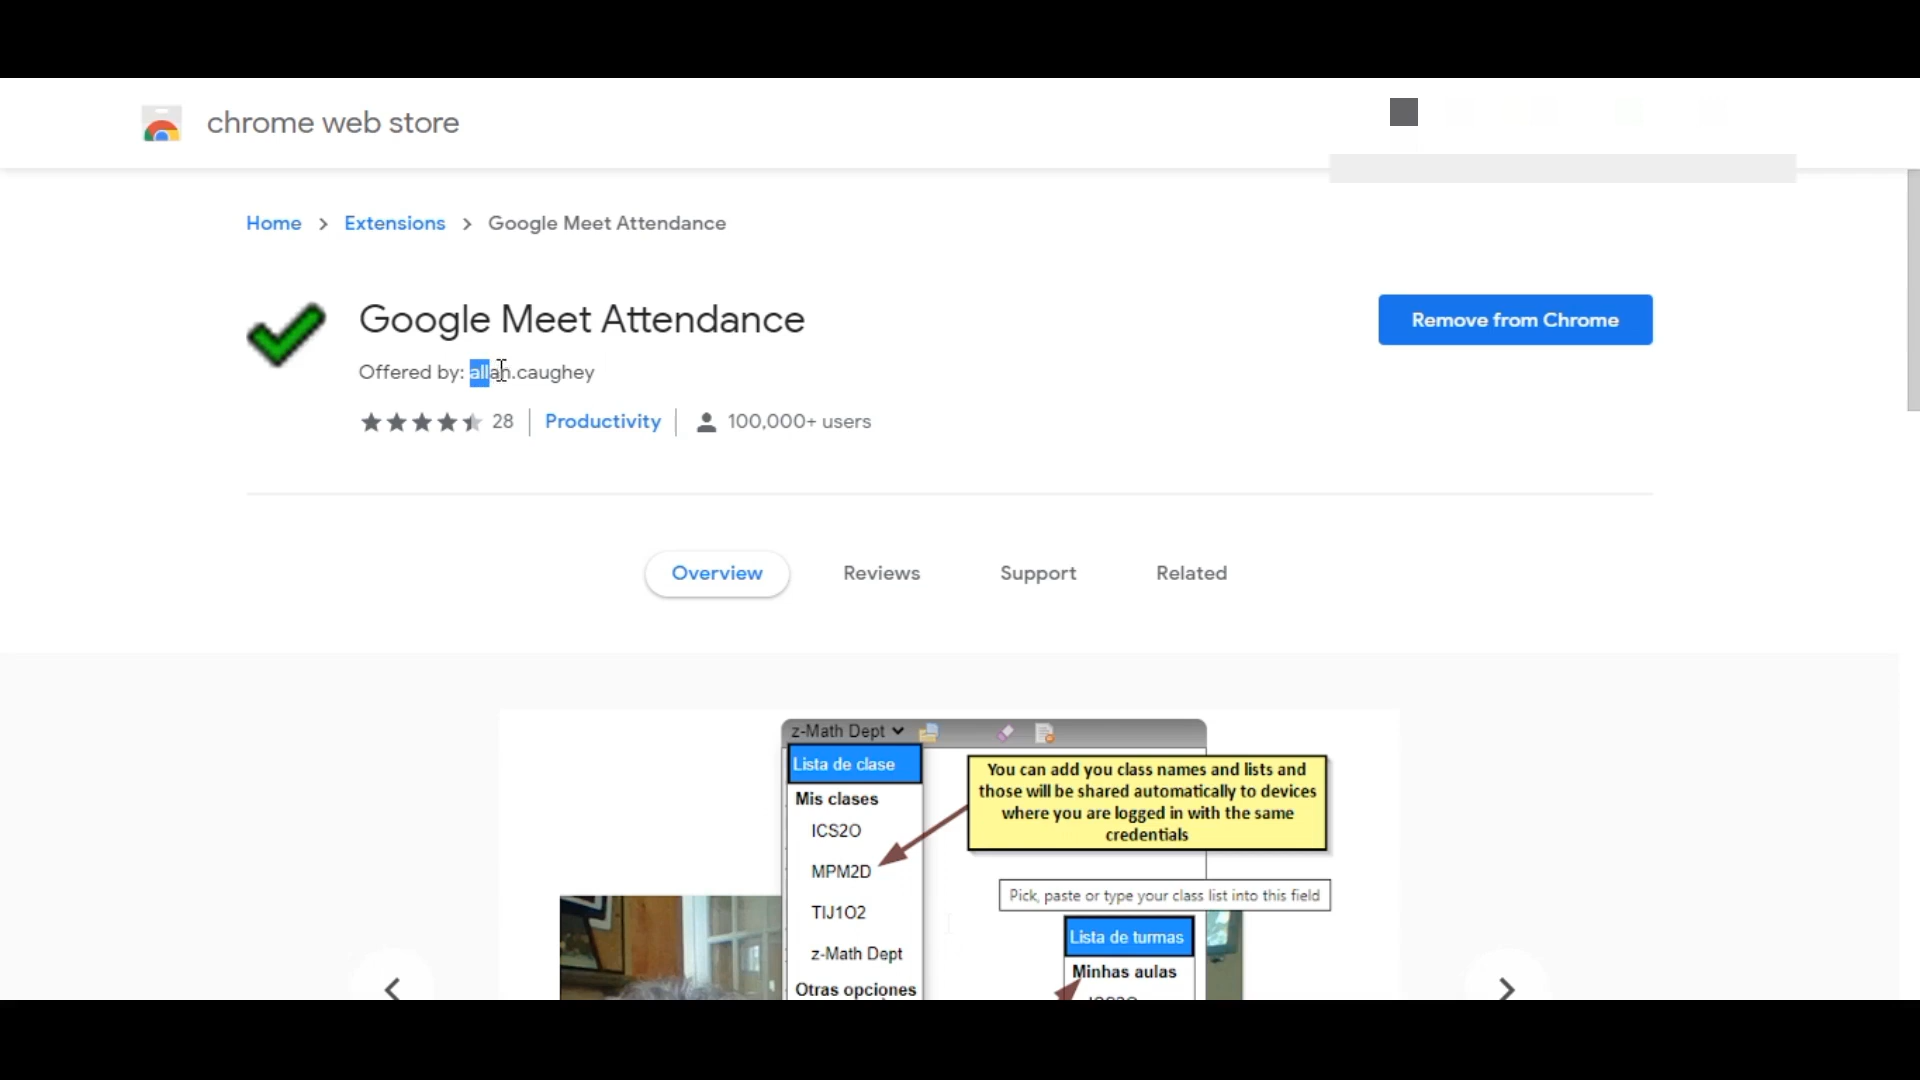 chrome web store
Home > Extensions > Google Meet Attendance
Google Meet Attendance
Remove from Chrome
Offered by: allan.caughey
28 | Productivity | 100,000+ users
Overview
Reviews
Support
Related
z-Math Dept
Lista de clase
Mis clases
ICS2O
MPM2D
TIJ1O2
z-Math Dept
Otras opciones
You can add you class names and lists and
those will be shared automatically to devices
where you are logged in with the same
credentials
Pick, paste or type your class list into this field
Lista de turmas
Minhas aulas